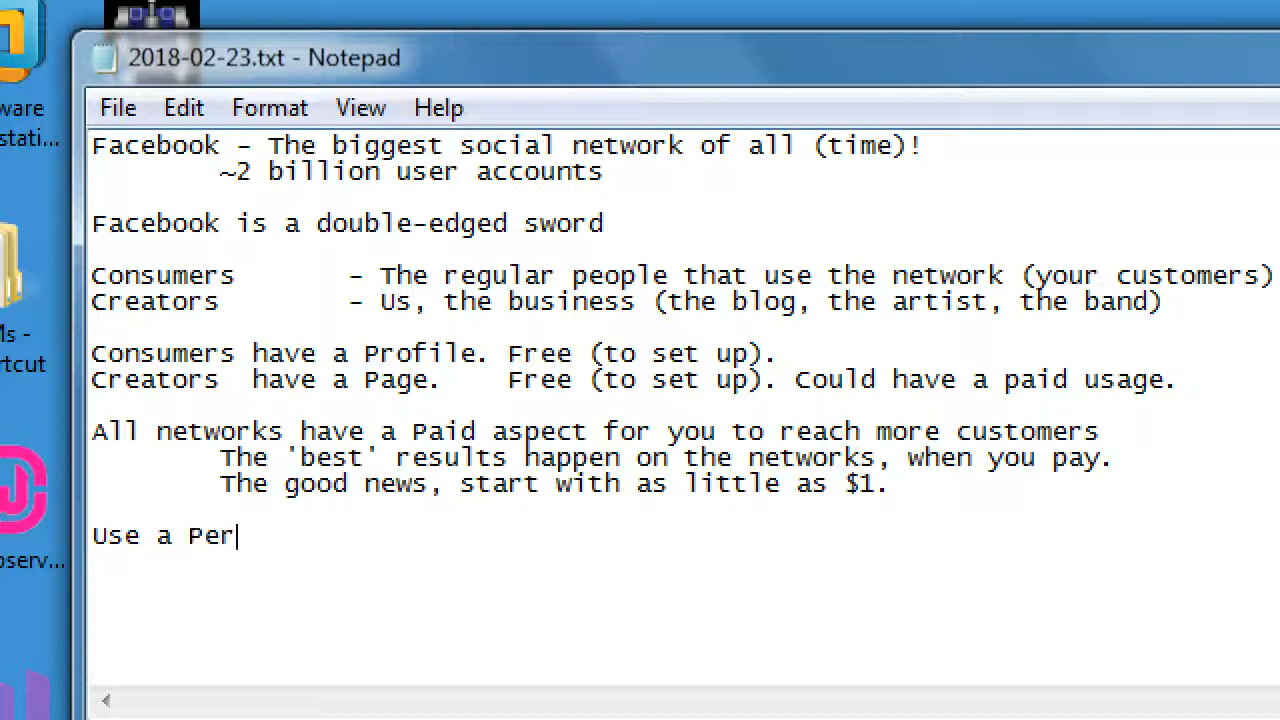 ware
stati...
Ms -
rtcut
oserv...
2018-02-23.txt - Notepad
File Edit Format View Help
Facebook - The biggest social network of all (time)!
~2 billion user accounts
Facebook is a double-edged sword
Consumers - The regular people that use the network (your customers)
Creators - Us, the business (the blog, the artist, the band)
Consumers have a Profile. Free (to set up).
Creators have a Page. Free (to set up). Could have a paid usage.
All networks have a Paid aspect for you to reach more customers
The 'best' results happen on the networks, when you pay.
The good news, start with as little as $1.
Use a Per